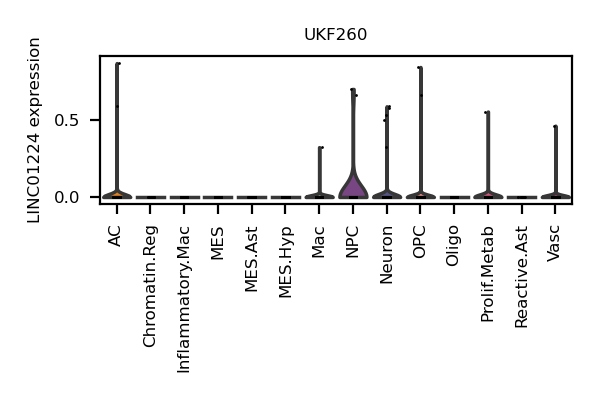 UKF260
LINC01224 expression
0.5
0.0
AC
Chromatin.Reg
Inflammatory.Mac
MES
MES.Ast
MES.Hyp
Mac
NPC
Neuron
OPC
Oligo
Prolif.Metab
Reactive.Ast
Vasc